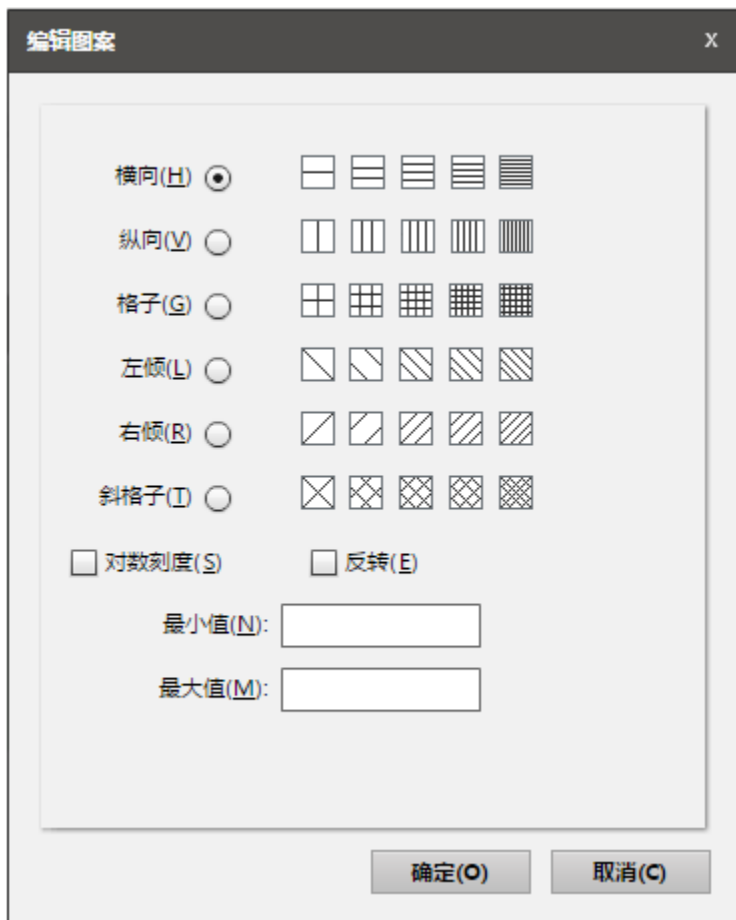 编辑图案 x
横向(H)
纵向(V)
格子(G)
左倾(L)
右倾(R)
斜格子(T)
对数刻度(S) 反转(E)
最小值(N):
最大值(M):
确定(O) 取消(C)